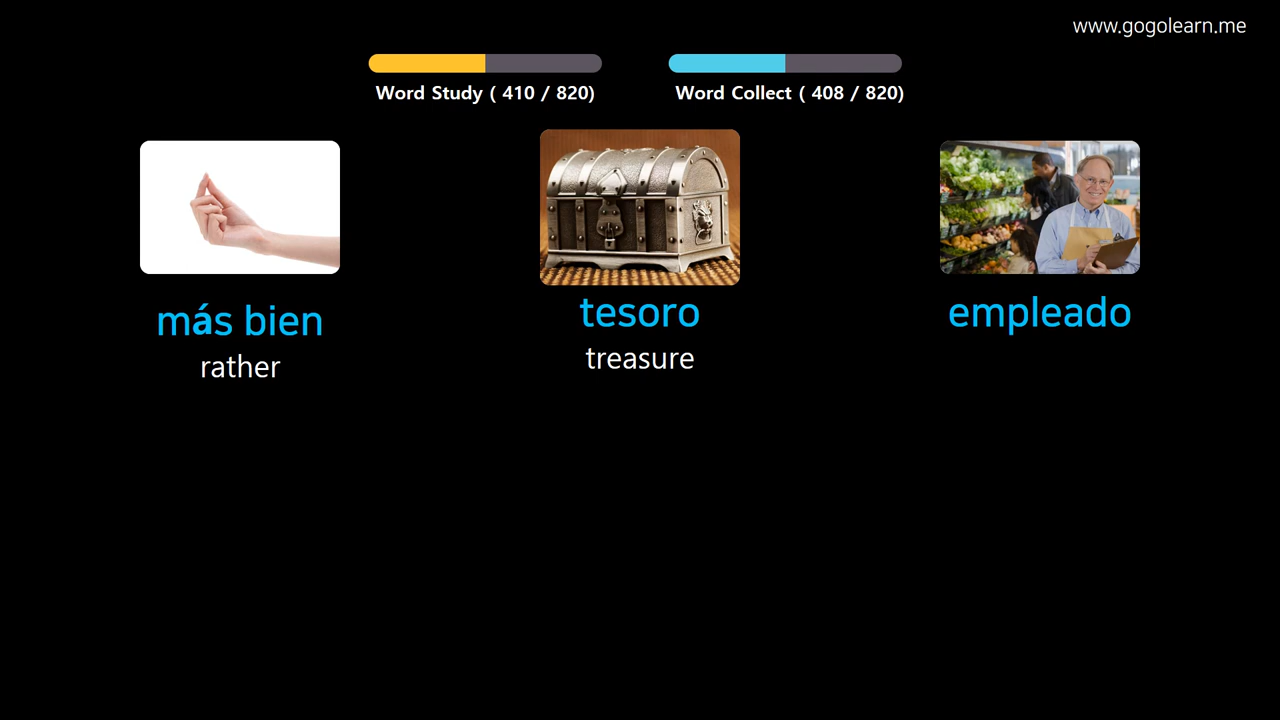 www.gogolearn.me
Word Study ( 410 / 820)
Word Collect ( 408 / 820)
más bien
rather
tesoro
treasure
empleado